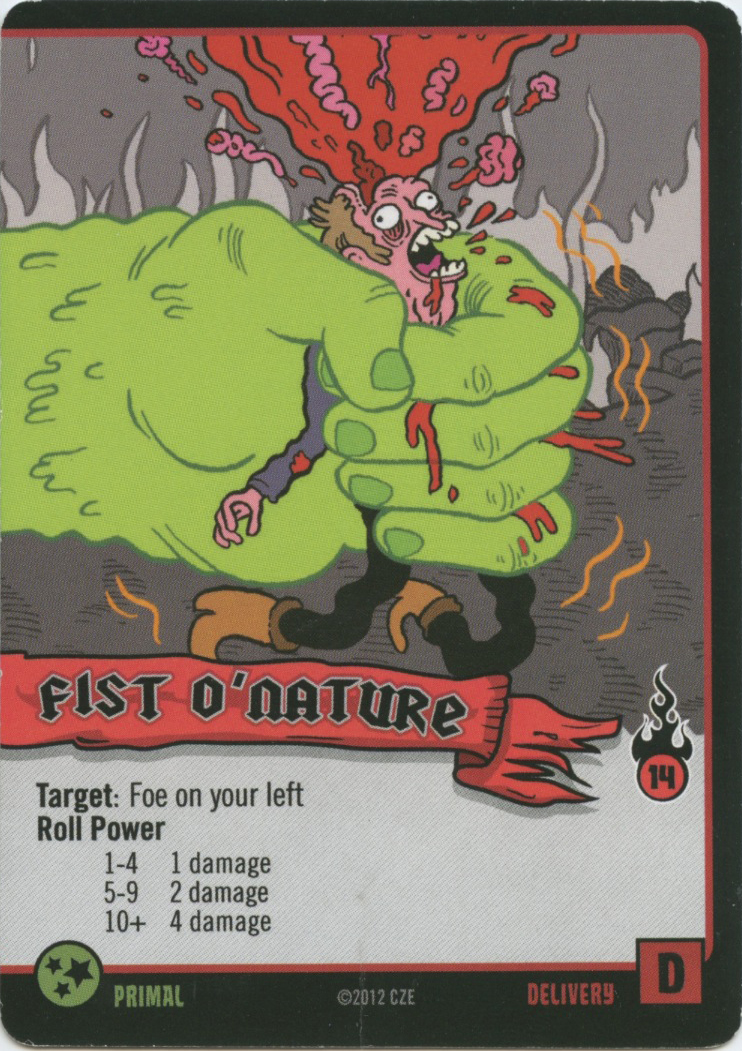 FIST O'NATURE
14
Target: Foe on your left
Roll Power
1-4 1 damage
5-9 2 damage
10+ 4 damage
PRIMAL
©2012 CZE
DELIVERY
D